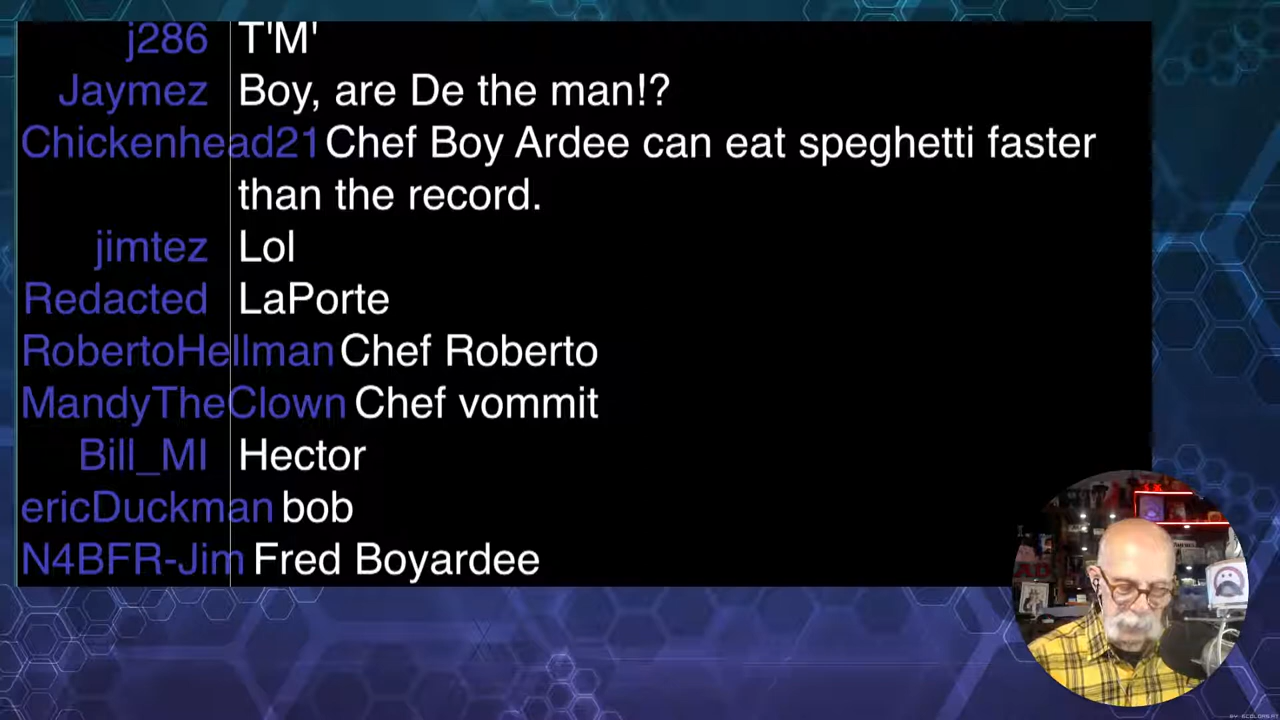 j286 T'M'
Jaymez Boy, are De the man!?
Chickenhead21 Chef Boy Ardee can eat speghetti faster
than the record.
jimtez Lol
Redacted LaPorte
RobertoHellman Chef Roberto
MandyTheClown Chef vommit
Bill_MI Hector
ericDuckman bob
N4BFR-Jim Fred Boyardee